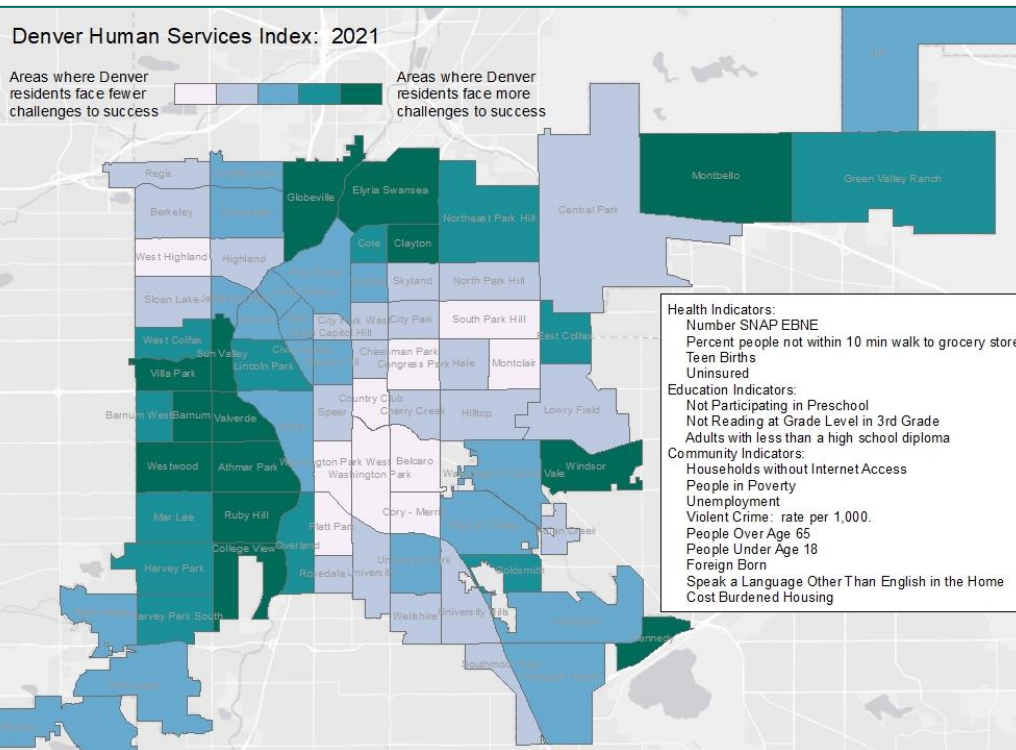 Denver Human Services Index: 2021
Areas where Denver
residents face fewer
challenges to success
Areas where Denver
residents face more
challenges to success
Regis
Berkeley
West Highland
Highland
Sloan Lake
Globeville
Elyria Swansea
Northeast Park Hill
Cole
Clayton
Central Park
Montbello
Green Valley Ranch
Skyland
North Park Hill
City Park West
City Park
South Park Hill
East Colfax
West Colfax
Sun Valley
Lincoln Park
Villa Park
Cheesman Park
Congress Park
Hale
Montclair
Country Club
Speer
Cherry Creek
Hilltop
Lowry Field
Barnum West
Barnum
Valverde
Westwood
Athmar Park
Washington Park West
Washington Park
Belcaro
Windsor
Mar Lee
Ruby Hill
Platt Park
Cory - Merrill
College View
Overland
Harvey Park
Rosedale
University
Goldsmith
Harvey Park South
Wellshire
University Hills
Kennedy
Health Indicators:
Number SNAP EBNE
Percent people not within 10 min walk to grocery store
Teen Births
Uninsured
Education Indicators:
Not Participating in Preschool
Not Reading at Grade Level in 3rd Grade
Adults with less than a high school diploma
Community Indicators:
Households without Internet Access
People in Poverty
Unemployment
Violent Crime: rate per 1,000.
People Over Age 65
People Under Age 18
Foreign Born
Speak a Language Other Than English in the Home
Cost Burdened Housing